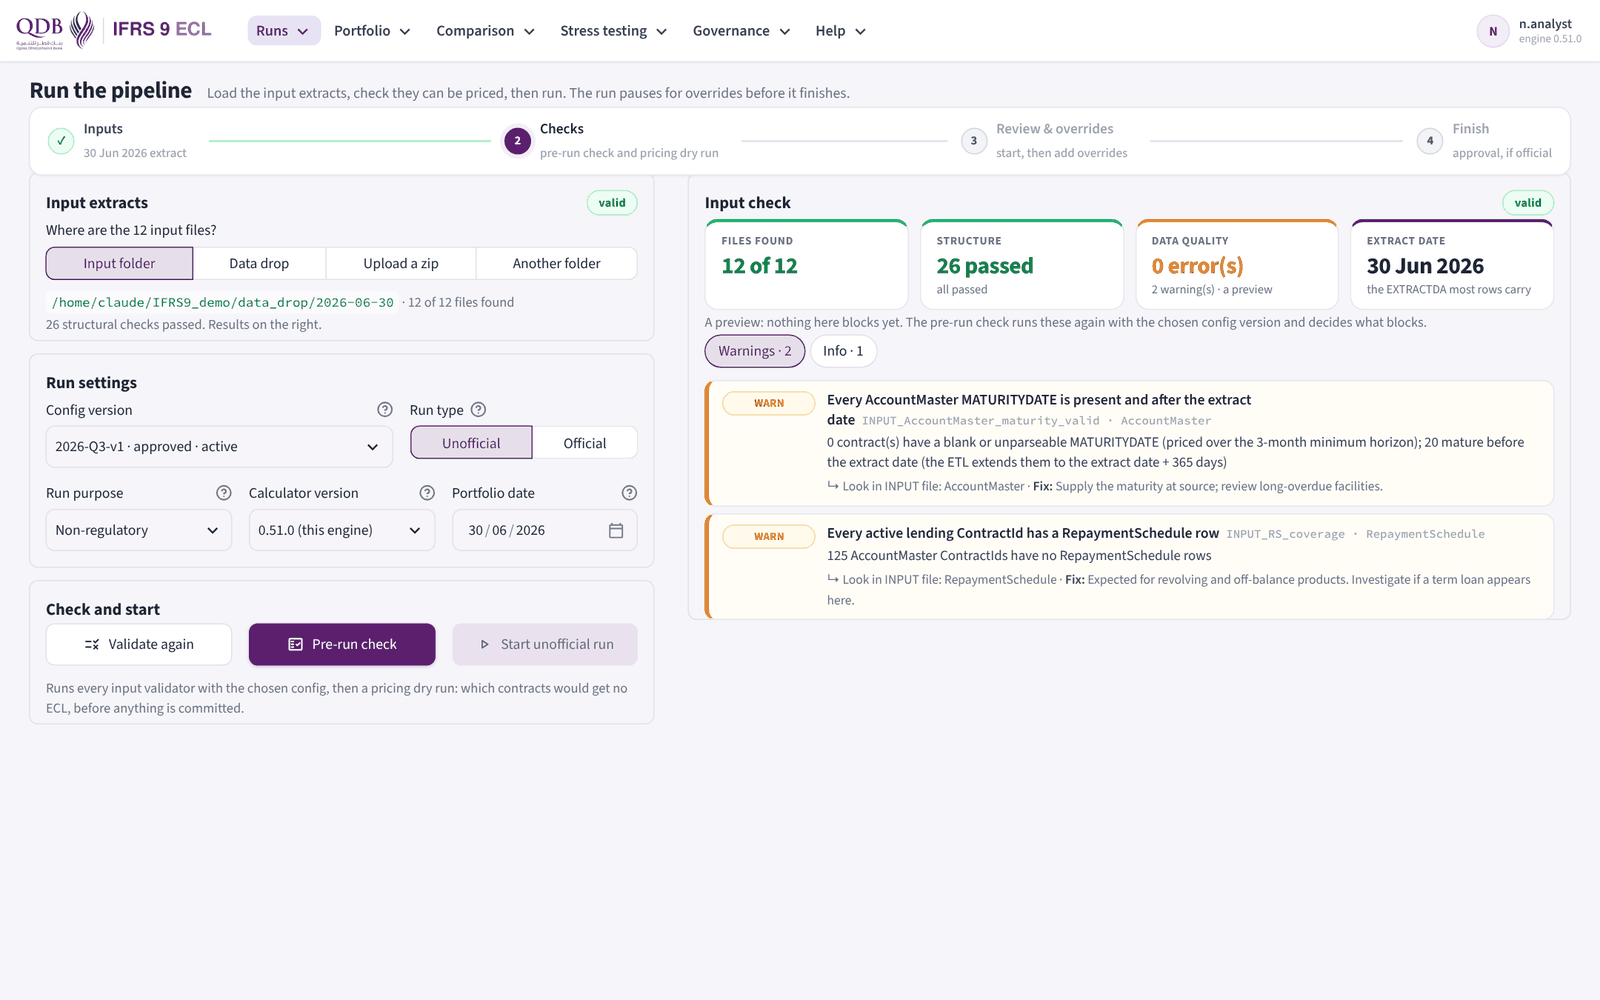 QDB
IFRS 9 ECL
Runs
Portfolio
Comparison
Stress testing
Governance
Help
N
n.analyst
engine 0.51.0
Run the pipeline
Load the input extracts, check they can be priced, then run. The run pauses for overrides before it finishes.
Inputs
30 Jun 2026 extract
2
Checks
pre-run check and pricing dry run
3
Review & overrides
start, then add overrides
4
Finish
approval, if official
Input extracts
valid
Where are the 12 input files?
Input folder
Data drop
Upload a zip
Another folder
/home/claude/IFRS9_demo/data_drop/2026-06-30 · 12 of 12 files found
26 structural checks passed. Results on the right.
Run settings
Config version
Run type
2026-Q3-v1 · approved · active
Unofficial
Official
Run purpose
Calculator version
Portfolio date
Non-regulatory
0.51.0 (this engine)
30 / 06 / 2026
Check and start
Validate again
Pre-run check
Start unofficial run
Runs every input validator with the chosen config, then a pricing dry run: which contracts would get no
ECL, before anything is committed.
Input check
valid
FILES FOUND
12 of 12
STRUCTURE
26 passed
all passed
DATA QUALITY
0 error(s)
2 warning(s) · a preview
EXTRACT DATE
30 Jun 2026
the EXTRACTDA most rows carry
A preview: nothing here blocks yet. The pre-run check runs these again with the chosen config version and decides what blocks.
Warnings · 2
Info · 1
WARN
Every AccountMaster MATURITYDATE is present and after the extract
date INPUT_AccountMaster_maturity_valid · AccountMaster
0 contract(s) have a blank or unparseable MATURITYDATE (priced over the 3-month minimum horizon); 20 mature before
the extract date (the ETL extends them to the extract date + 365 days)
↳ Look in INPUT file: AccountMaster · Fix: Supply the maturity at source; review long-overdue facilities.
WARN
Every active lending ContractId has a RepaymentSchedule row INPUT_RS_coverage · RepaymentSchedule
125 AccountMaster ContractIds have no RepaymentSchedule rows
↳ Look in INPUT file: RepaymentSchedule · Fix: Expected for revolving and off-balance products. Investigate if a term loan appears
here.